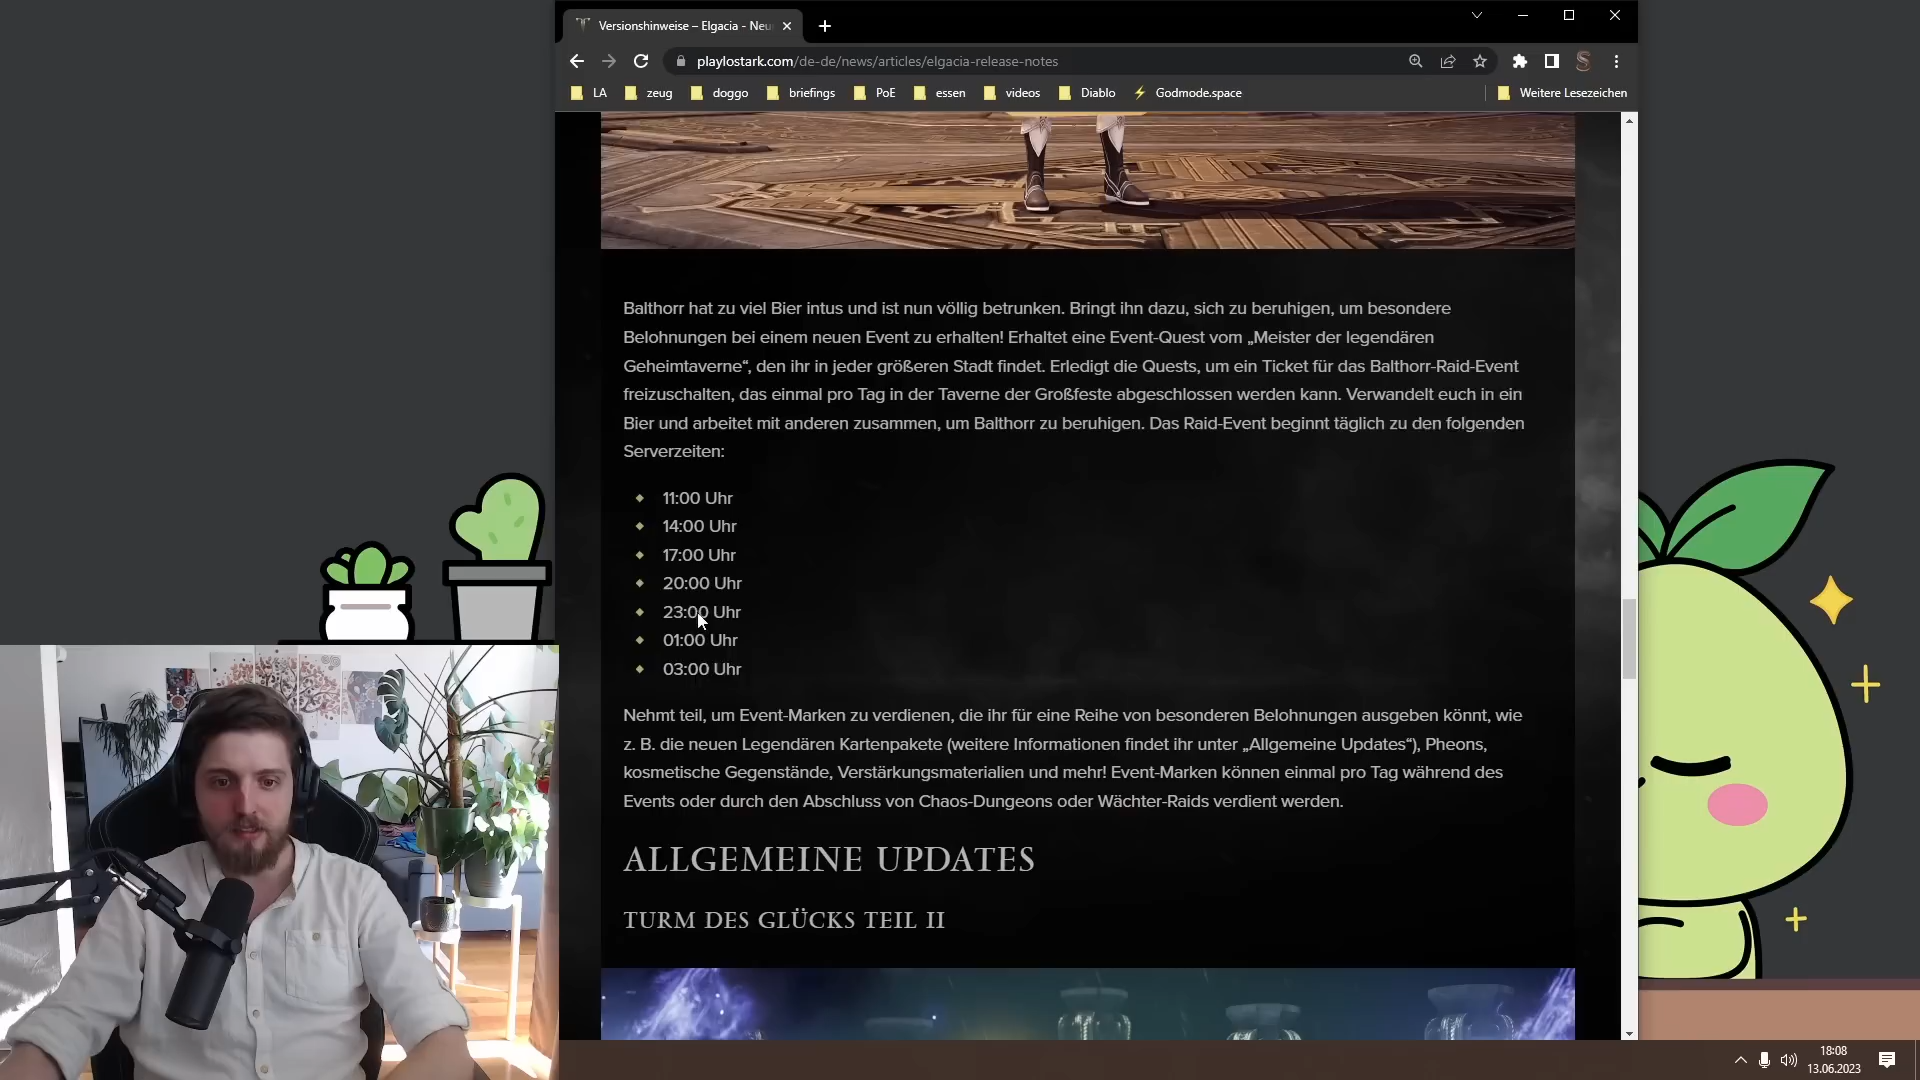 Versionshinweise – Elgacia - Neu
playlostark.com/de-de/news/articles/elgacia-release-notes
LA
zeug
doggo
briefings
PoE
essen
videos
Diablo
Godmode.space
Weitere Lesezeichen
Balthorr hat zu viel Bier intus und ist nun völlig betrunken. Bringt ihn dazu, sich zu beruhigen, um besondere
Belohnungen bei einem neuen Event zu erhalten! Erhaltet eine Event-Quest vom „Meister der legendären
Geheimtaverne“, den ihr in jeder größeren Stadt findet. Erledigt die Quests, um ein Ticket für das Balthorr-Raid-Event
freizuschalten, das einmal pro Tag in der Taverne der Großfeste abgeschlossen werden kann. Verwandelt euch in ein
Bier und arbeitet mit anderen zusammen, um Balthorr zu beruhigen. Das Raid-Event beginnt täglich zu den folgenden
Serverzeiten:
11:00 Uhr
14:00 Uhr
17:00 Uhr
20:00 Uhr
23:00 Uhr
01:00 Uhr
03:00 Uhr
Nehmt teil, um Event-Marken zu verdienen, die ihr für eine Reihe von besonderen Belohnungen ausgeben könnt, wie
z. B. die neuen Legendären Kartenpakete (weitere Informationen findet ihr unter „Allgemeine Updates“), Pheons,
kosmetische Gegenstände, Verstärkungsmaterialien und mehr! Event-Marken können einmal pro Tag während des
Events oder durch den Abschluss von Chaos-Dungeons oder Wächter-Raids verdient werden.
ALLGEMEINE UPDATES
TURM DES GLÜCKS TEIL II
18:08
13.06.2023